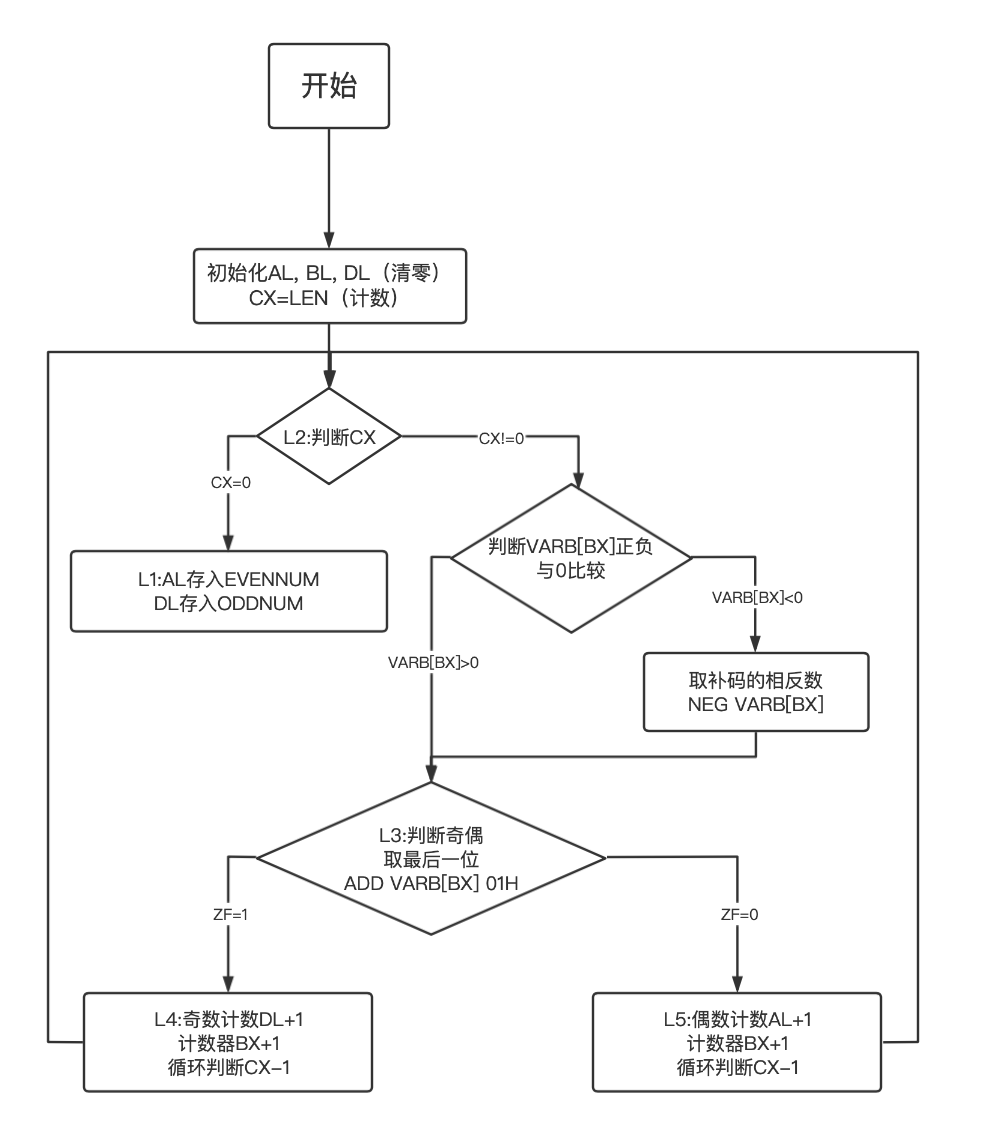 开始
初始化AL, BL, DL（清零）
CX=LEN（计数）
L2:判断CX
CX!=0
CX=0
判断VARB[BX]正负
与0比较
L1:AL存入EVENNUM
DL存入ODDNUM
VARB[BX]<0
VARB[BX]>0
取补码的相反数
NEG VARB[BX]
L3:判断奇偶
取最后一位
ADD VARB[BX] 01H
ZF=1
ZF=0
L4:奇数计数DL+1
计数器BX+1
循环判断CX-1
L5:偶数计数AL+1
计数器BX+1
循环判断CX-1